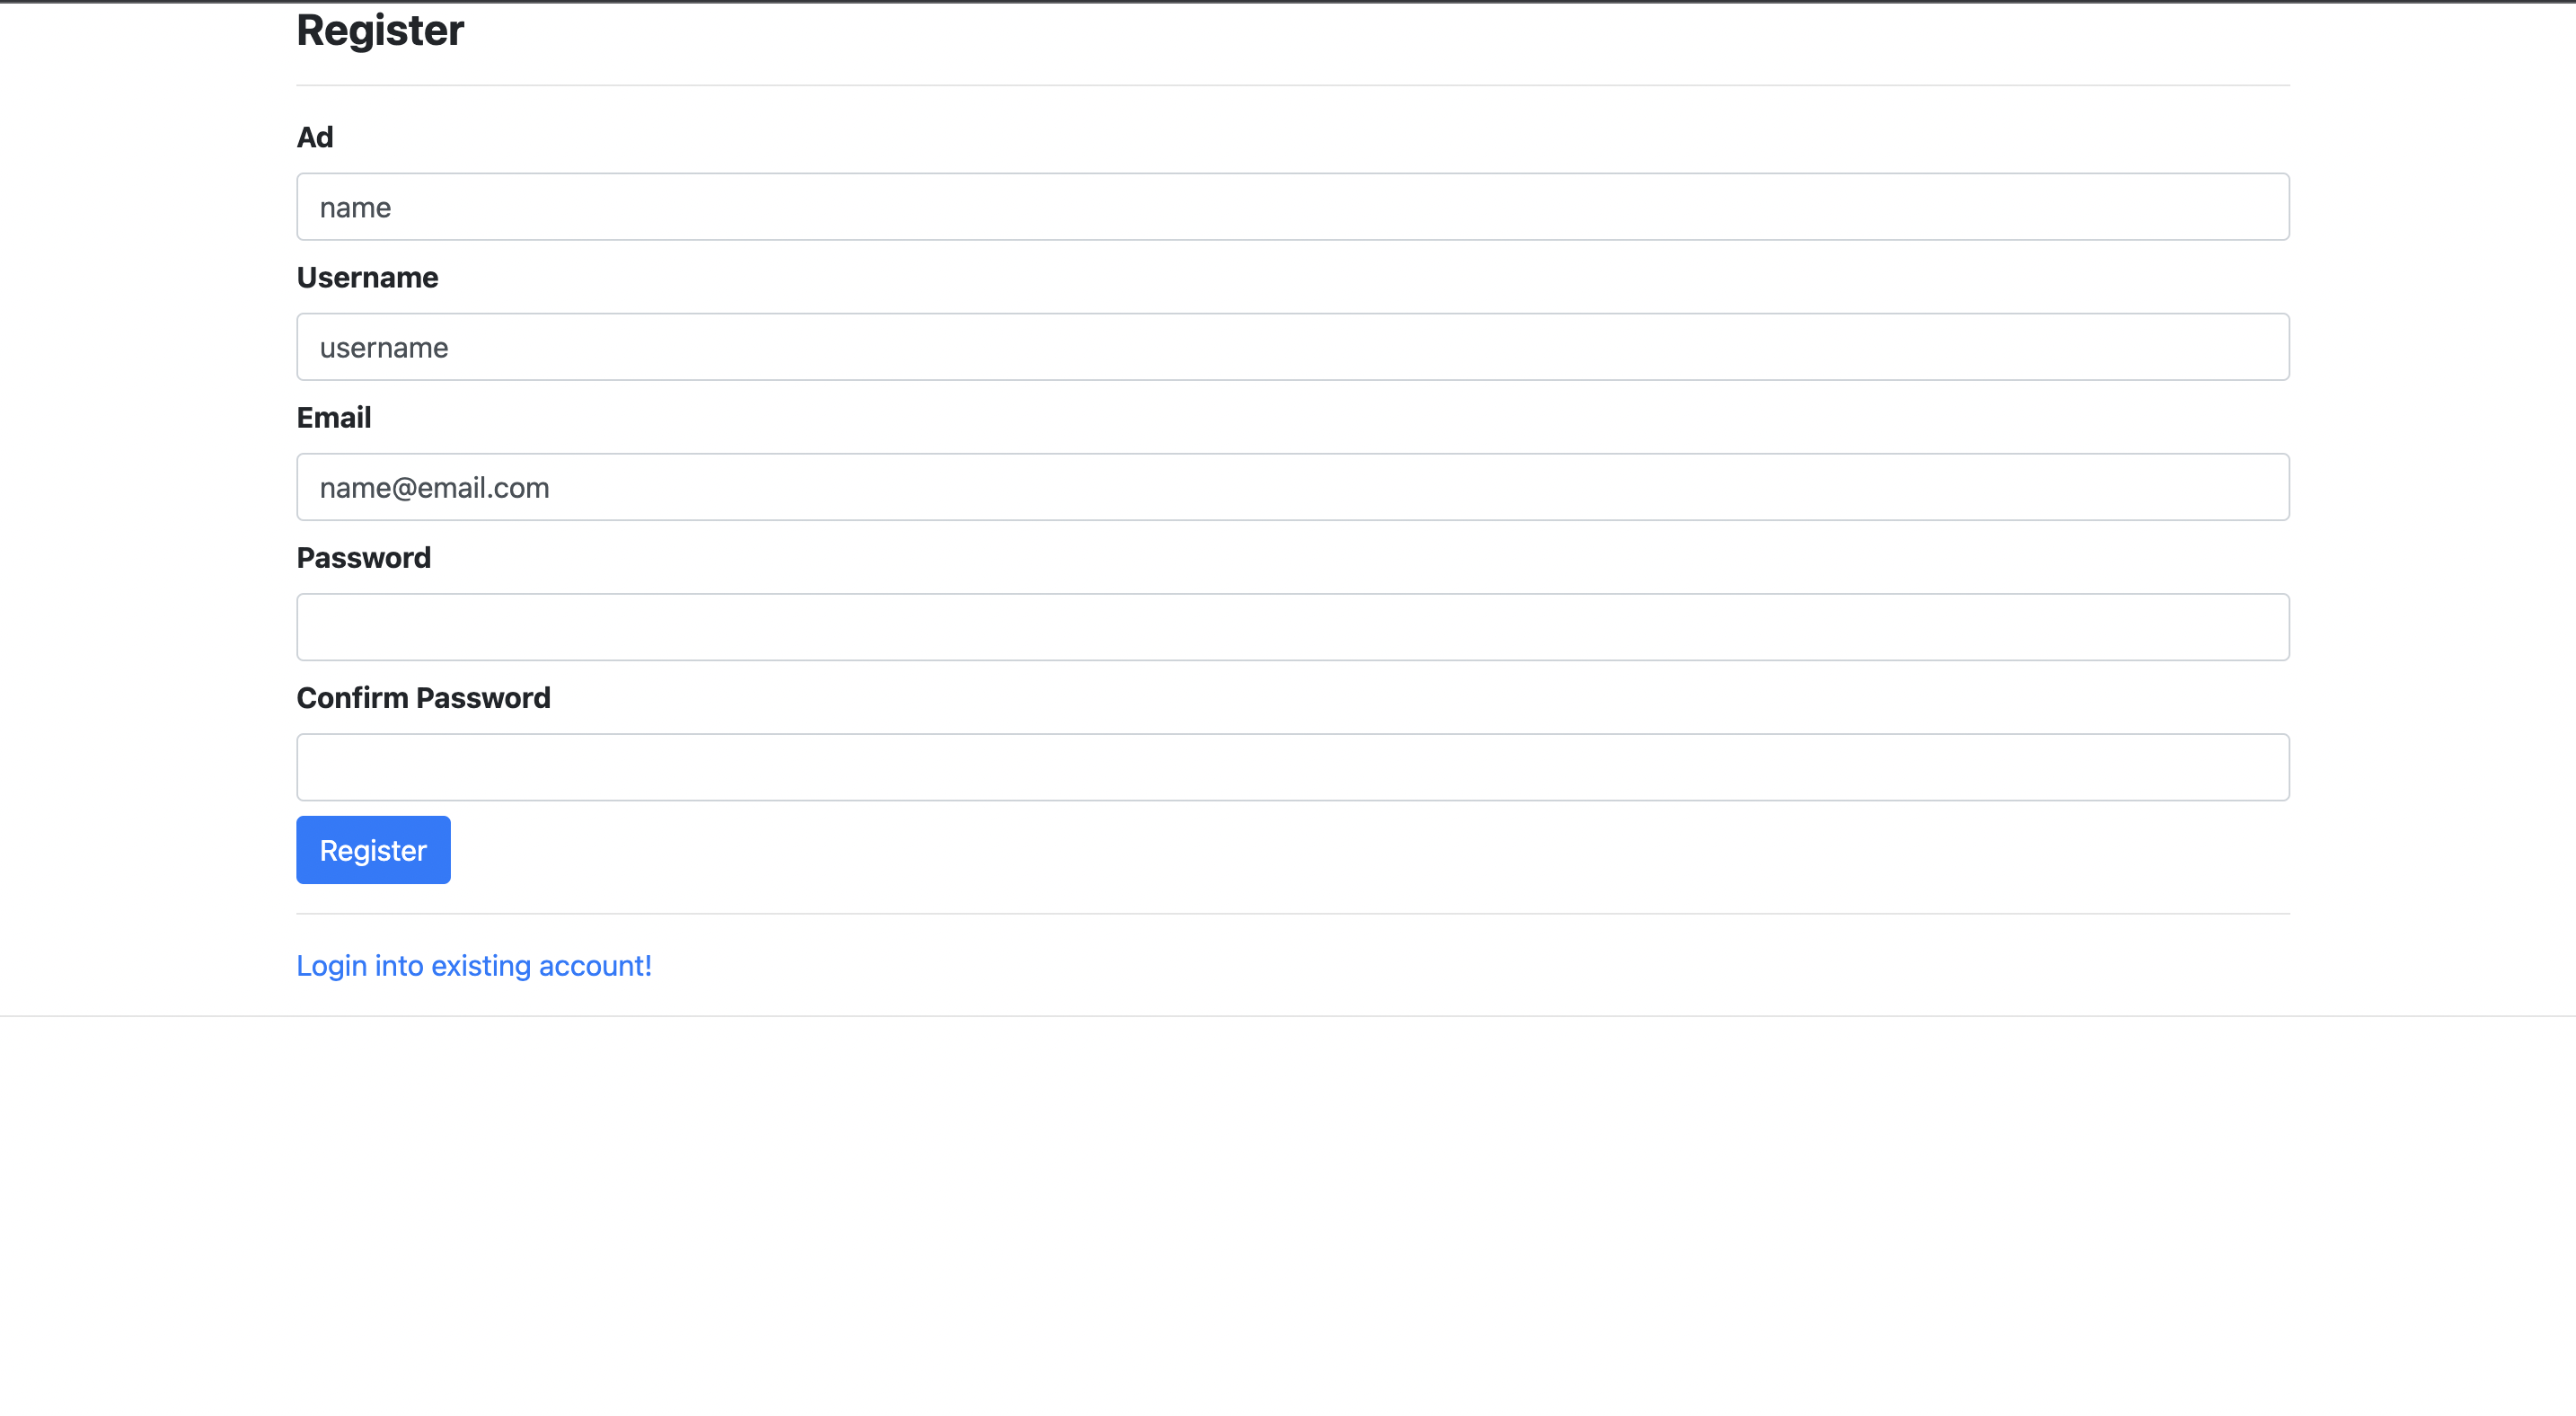 Register
Ad
name
Username
username
Email
name@email.com
Password
Confirm Password
Register
Login into existing account!